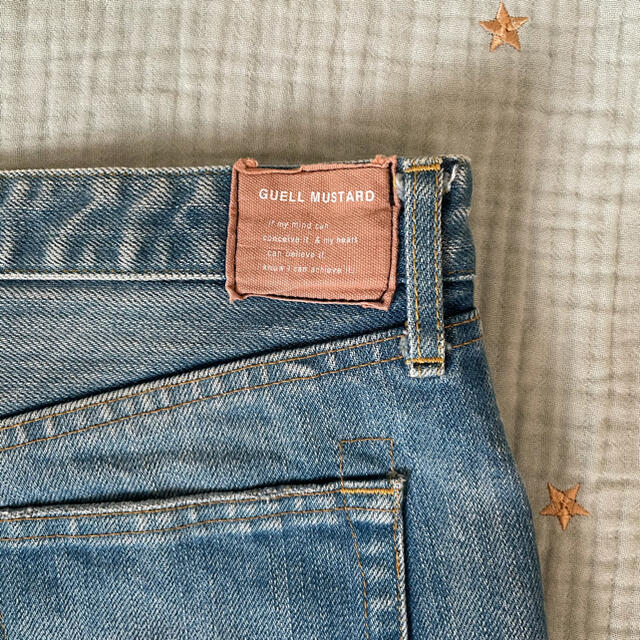 GUELL MUSTARD
if my mind can
conceive it, & my heart
can believe it,
know I can achieve it.